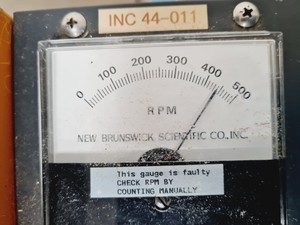 INC 44-011
0 100 200 300 400 500
RPM
NEW BRUNSWICK SCIENTIFIC CO., INC.
This gauge is faulty
CHECK RPM BY
COUNTING MANUALLY